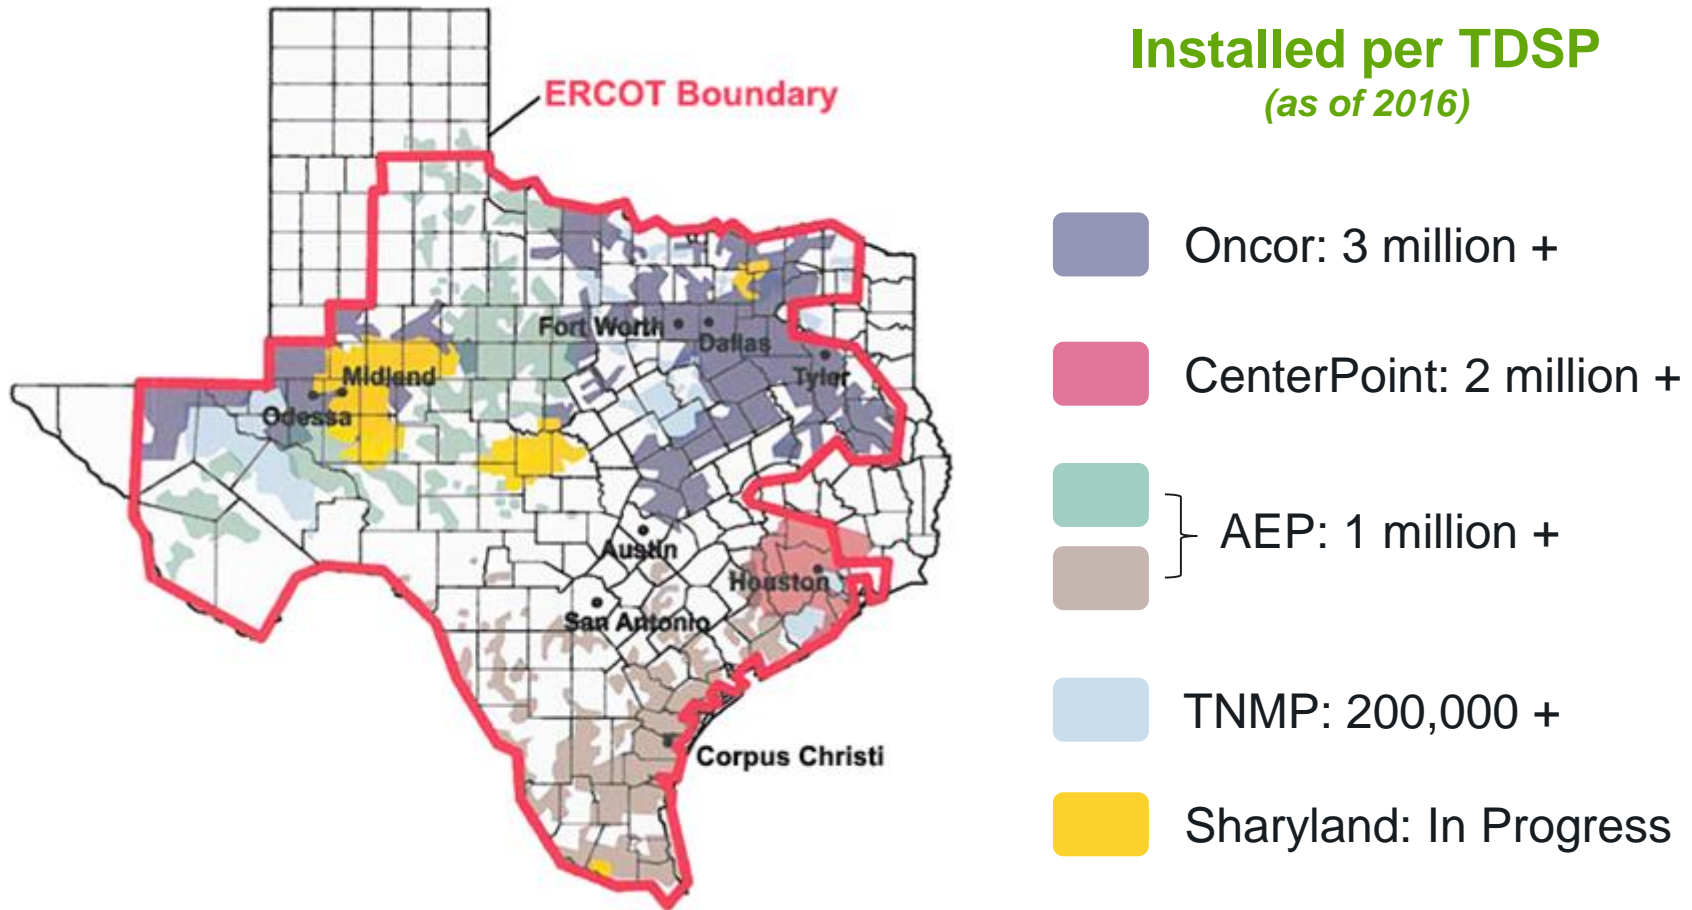 ERCOT Boundary
Fort Worth
Dallas
Tyler
Midland
Odessa
Austin
Houston
San Antonio
Corpus Christi
Installed per TDSP
(as of 2016)
Oncor: 3 million +
CenterPoint: 2 million +
AEP: 1 million +
TNMP: 200,000 +
Sharyland: In Progress